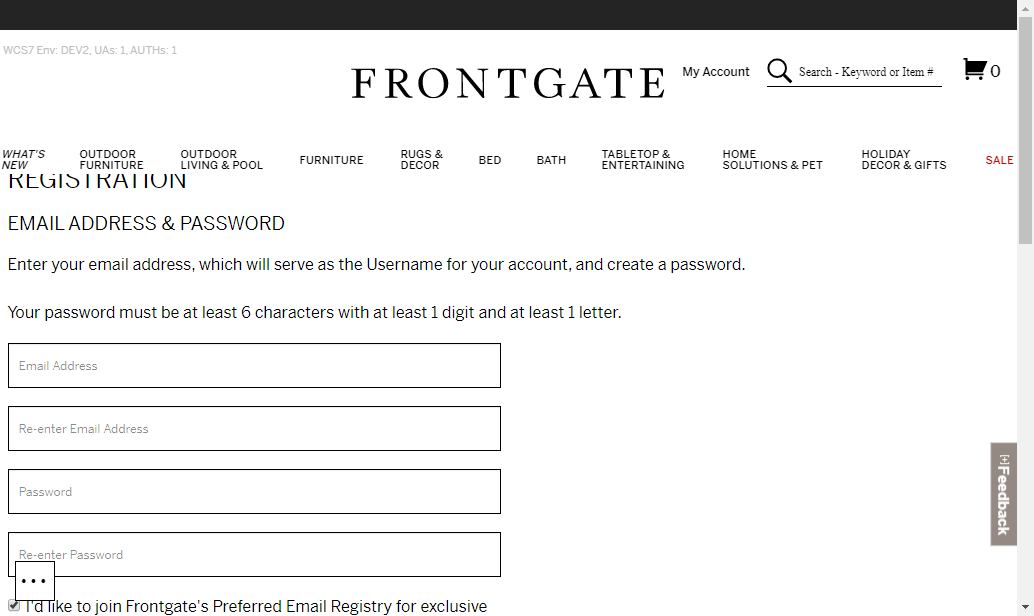 WCS7 Env: DEV2, UAs: 1, AUTHs: 1
FRONTGATE
My Account
Search - Keyword or Item #
0
WHAT'S NEW
OUTDOOR FURNITURE
OUTDOOR LIVING & POOL
FURNITURE
RUGS & DECOR
BED
BATH
TABLETOP & ENTERTAINING
HOME SOLUTIONS & PET
HOLIDAY DECOR & GIFTS
SALE
REGISTRATION
EMAIL ADDRESS & PASSWORD
Enter your email address, which will serve as the Username for your account, and create a password.
Your password must be at least 6 characters with at least 1 digit and at least 1 letter.
Email Address
Re-enter Email Address
Password
Re-enter Password
...
I'd like to join Frontgate's Preferred Email Registry for exclusive
[+] Feedback